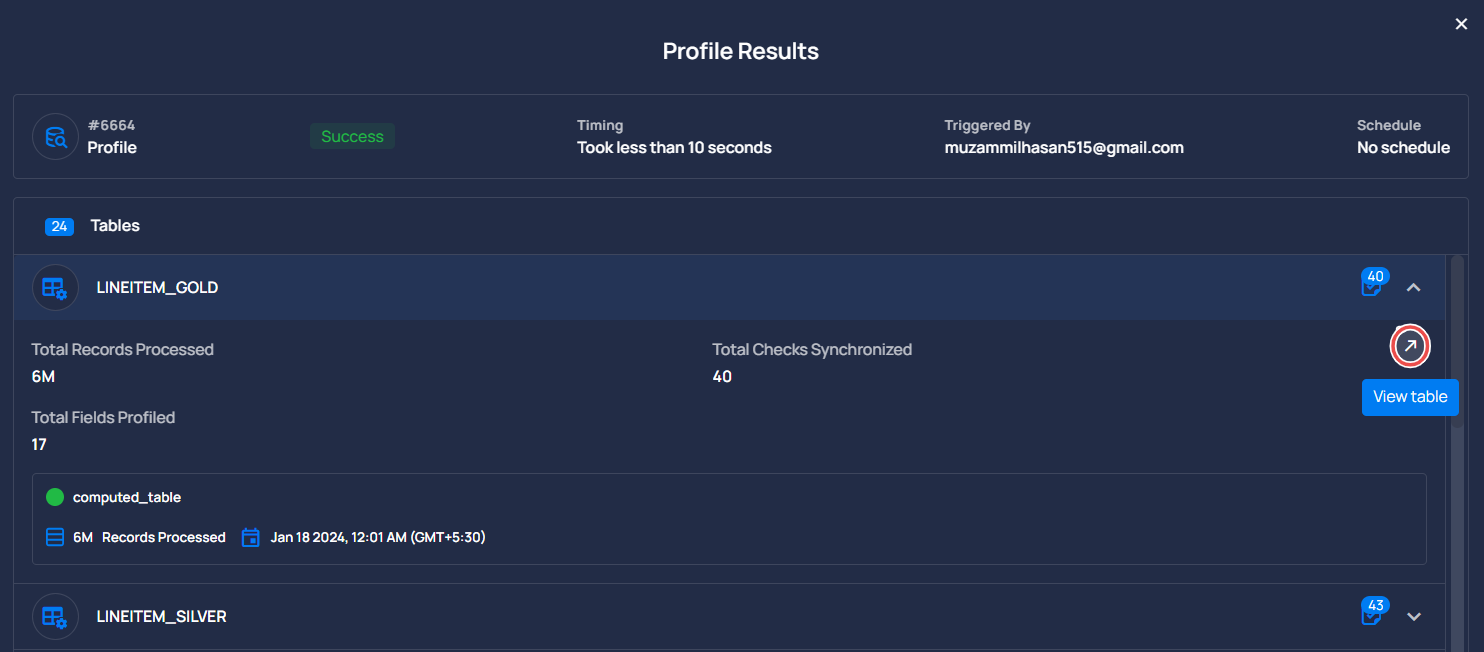 Profile Results
#6664
Profile
Success
Timing
Took less than 10 seconds
Triggered By
muzammilhasan515@gmail.com
Schedule
No schedule
24 Tables
LINEITEM_GOLD
40
Total Records Processed
6M
Total Checks Synchronized
40
View table
Total Fields Profiled
17
computed_table
6M Records Processed Jan 18 2024, 12:01 AM (GMT+5:30)
LINEITEM_SILVER
43